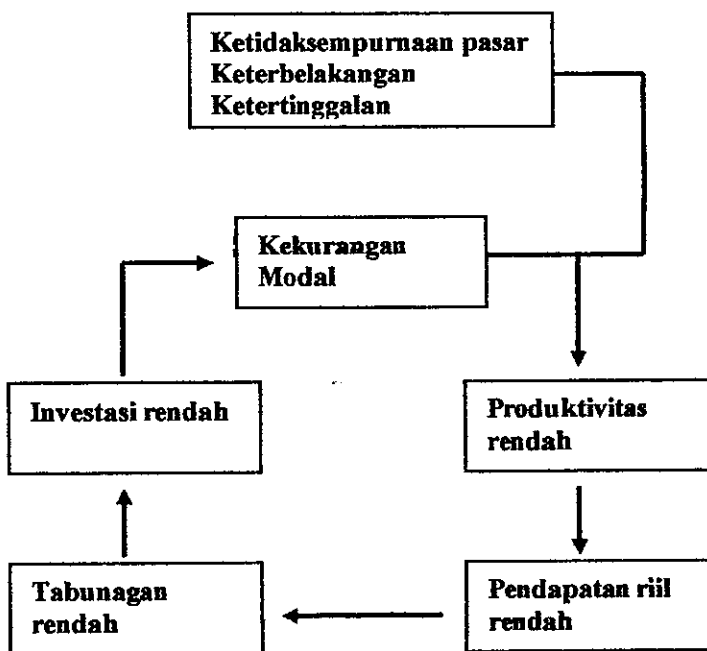 Ketidaksempurnaan pasar
Keterbelakangan
Ketertinggalan
Kekurangan
Modal
Investasi rendah
Produktivitas
rendah
Tabunagan
rendah
Pendapatan riil
rendah